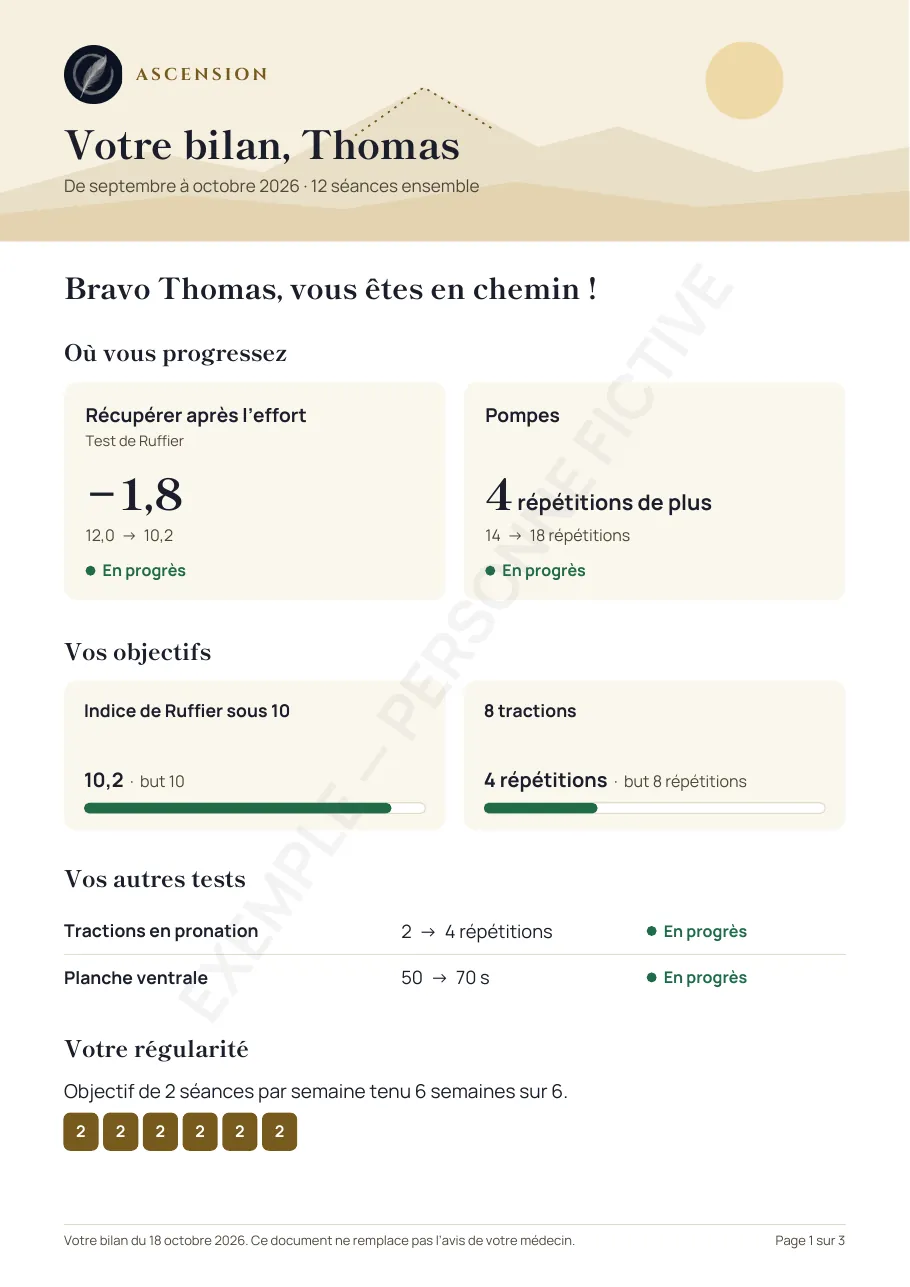 ASCENSION
Votre bilan, Thomas
De septembre à octobre 2026 · 12 séances ensemble
Bravo Thomas, vous êtes en chemin !
Où vous progressez
Récupérer après l'effort
Test de Ruffier
−1,8
12,0 → 10,2
En progrès
Pompes
4 répétitions de plus
14 → 18 répétitions
En progrès
Vos objectifs
Indice de Ruffier sous 10
10,2 · but 10
8 tractions
4 répétitions · but 8 répétitions
Vos autres tests
Tractions en pronation 2 → 4 répétitions En progrès
Planche ventrale 50 → 70 s En progrès
Votre régularité
Objectif de 2 séances par semaine tenu 6 semaines sur 6.
2 2 2 2 2 2
Votre bilan du 18 octobre 2026. Ce document ne remplace pas l'avis de votre médecin. Page 1 sur 3
EXEMPLE — PERSONNE FICTIVE